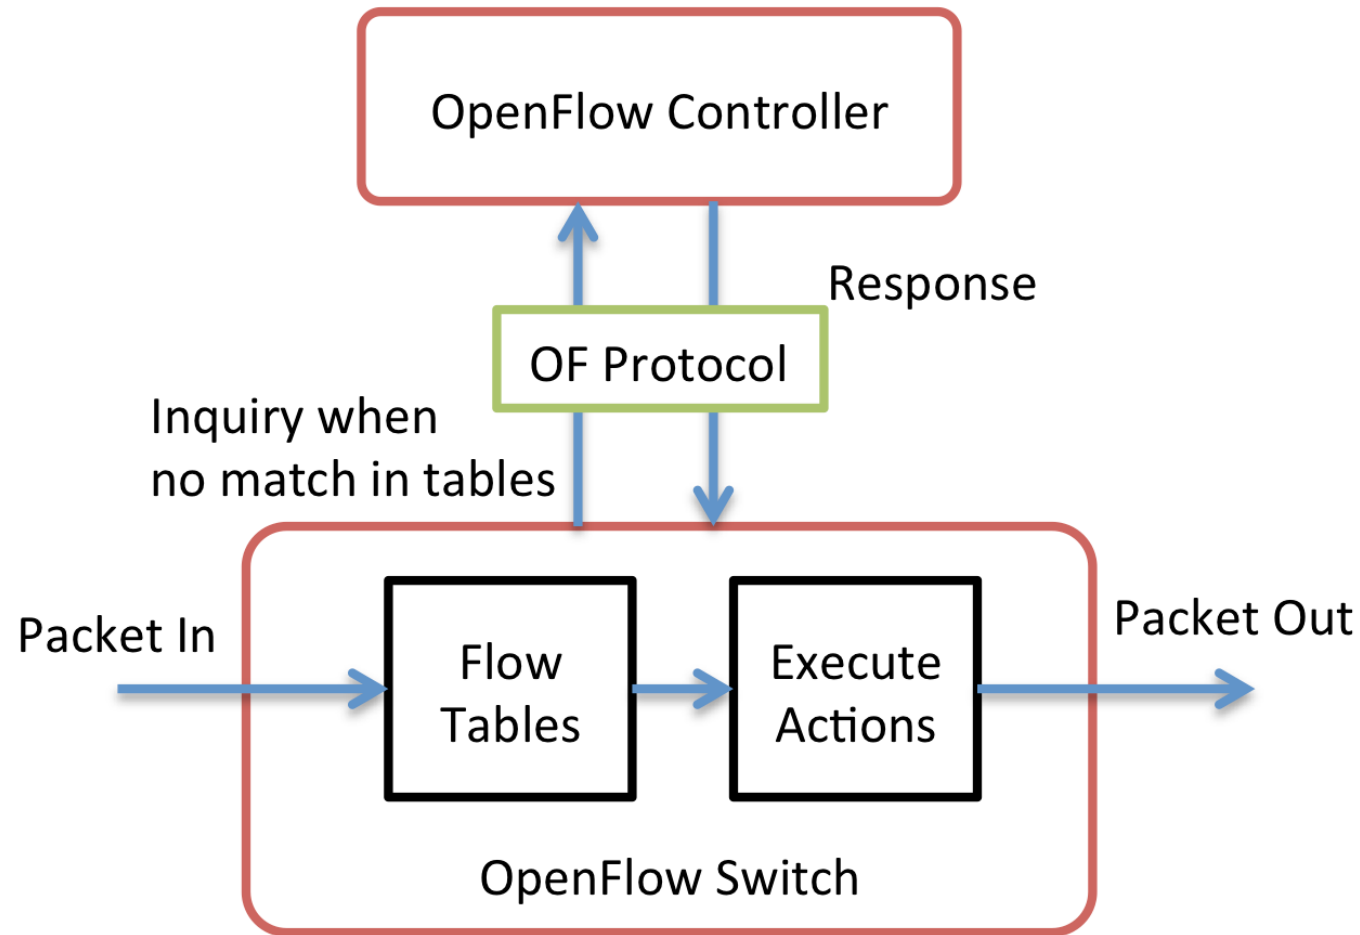 OpenFlow Controller
Response
OF Protocol
Inquiry when
no match in tables
Packet In
Flow
Tables
Execute
Actions
Packet Out
OpenFlow Switch